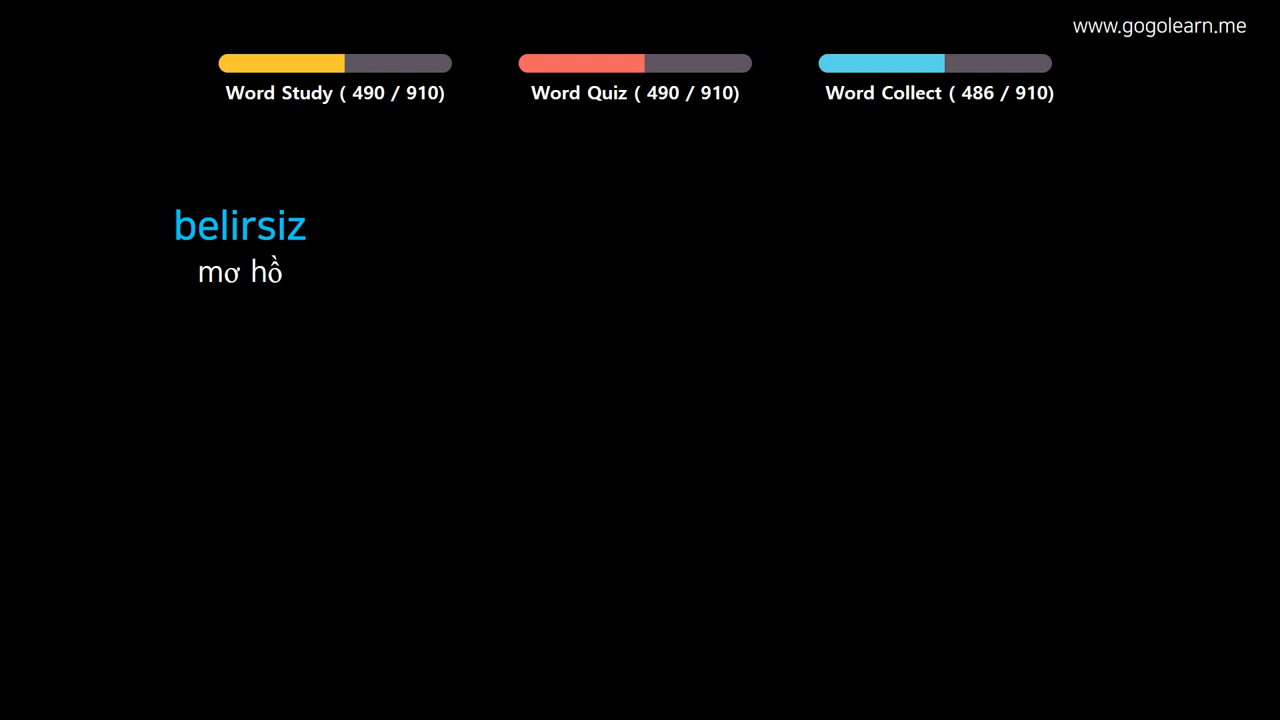 www.gogolearn.me
Word Study ( 490 / 910)
Word Quiz ( 490 / 910)
Word Collect ( 486 / 910)
belirsiz
mơ hồ